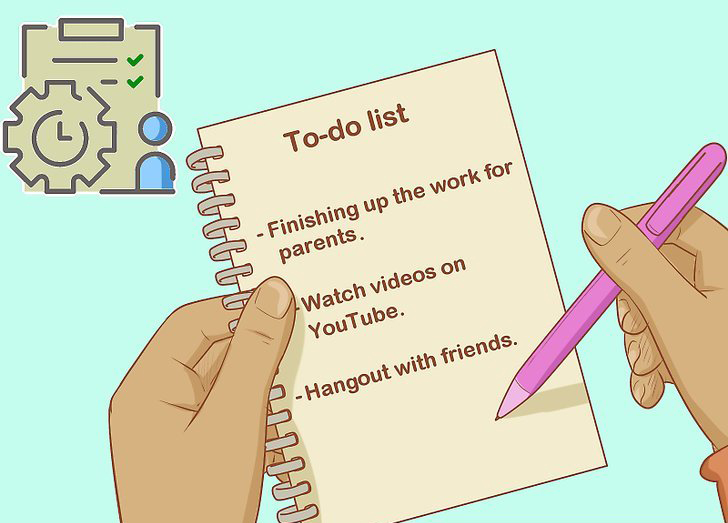 To-do list
- Finishing up the work for
parents.
- Watch videos on
YouTube.
- Hangout with friends.